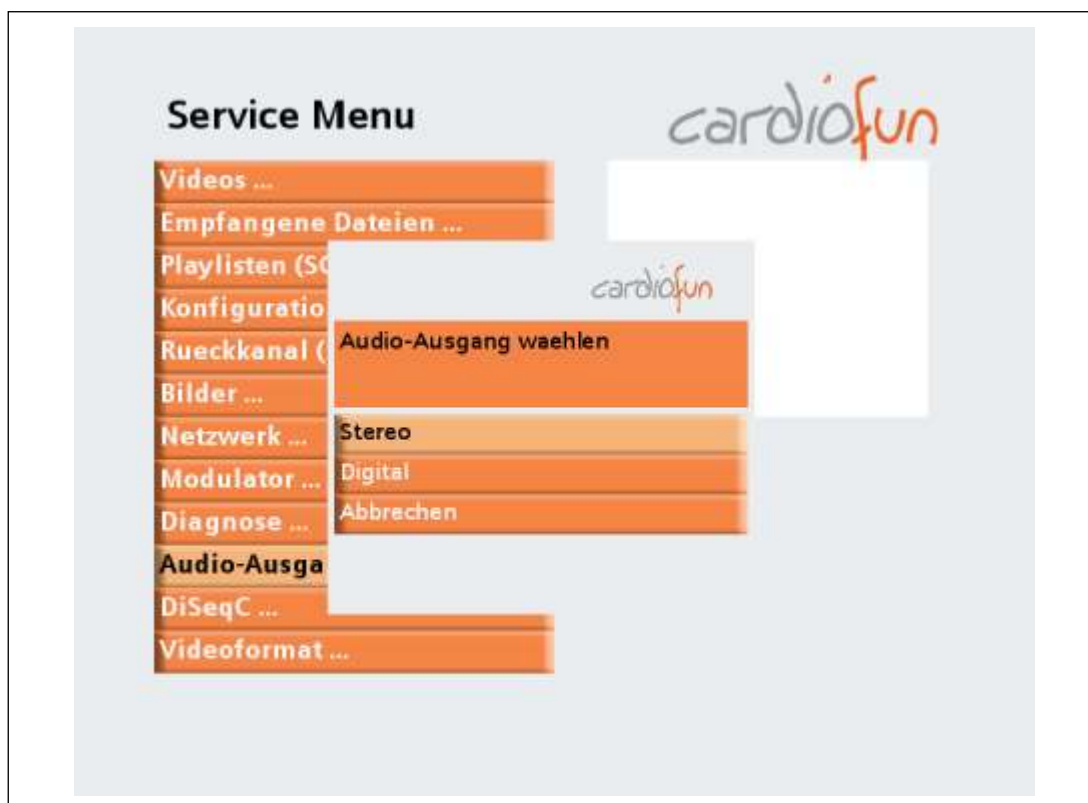 Service Menu
cardiofun
Videos ...
Empfangene Dateien ...
Playlisten (SC
Konfiguratio
Rueckkanal (
Bilder ...
Netzwerk ...
Modulator ...
Diagnose ...
Audio-Ausga
DiSeqC ...
Videoformat ...
cardiofun
Audio-Ausgang waehlen
Stereo
Digital
Abbrechen